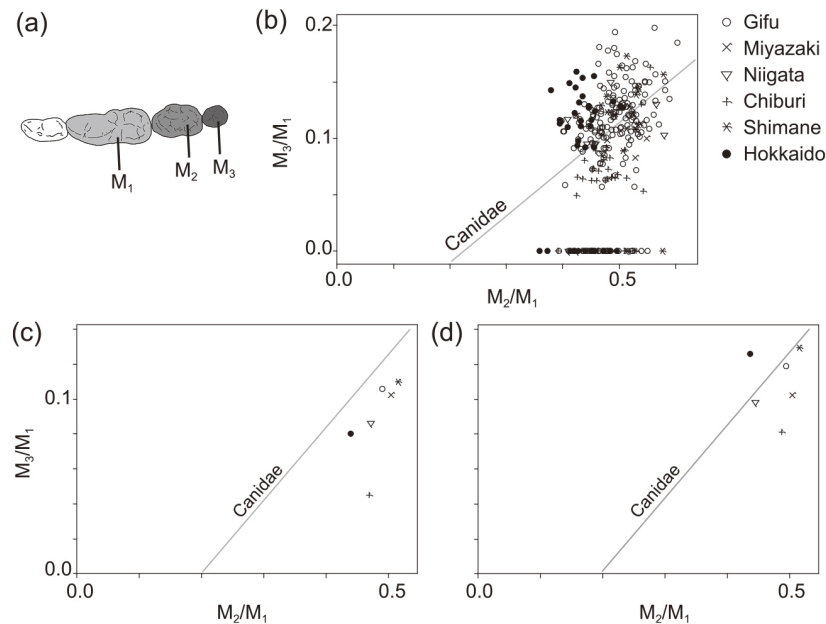 (a)
M₁
M₂
M₃
(b)
0.2
0.1
0.0
M₃/M₁
Canidae
0.0
0.5
M₂/M₁
Gifu
Miyazaki
Niigata
Chiburi
Shimane
Hokkaido
(c)
0.1
0.0
M₃/M₁
Canidae
0.0
0.5
M₂/M₁
(d)
Canidae
0.0
0.5
M₂/M₁